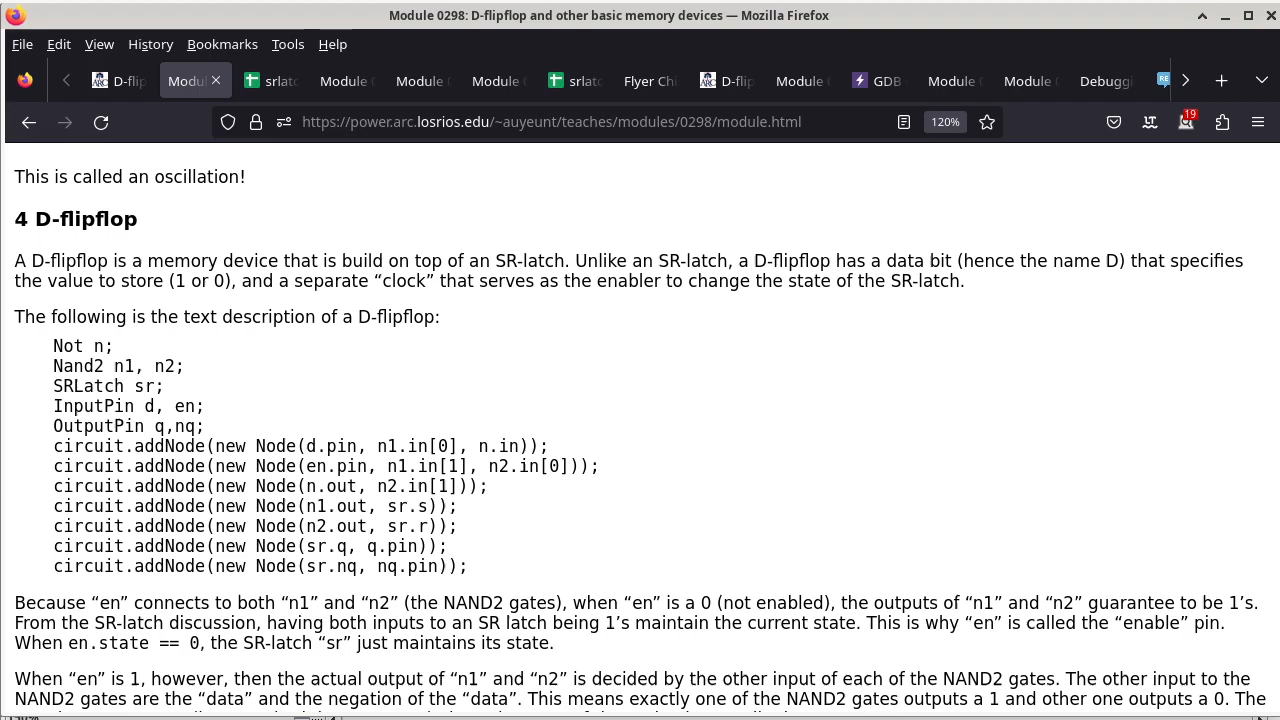 Module 0298: D-flipflop and other basic memory devices — Mozilla Firefox
File Edit View History Bookmarks Tools Help
D-flip Modul srlatc Module Module Module srlatc Flyer Chi D-flip Module GDB Module Module Debuggi RE
https://power.arc.losrios.edu/~auyeunt/teaches/modules/0298/module.html 120% 19
This is called an oscillation!
4 D-flipflop
A D-flipflop is a memory device that is build on top of an SR-latch. Unlike an SR-latch, a D-flipflop has a data bit (hence the name D) that specifies
the value to store (1 or 0), and a separate “clock” that serves as the enabler to change the state of the SR-latch.
The following is the text description of a D-flipflop:
Not n;
Nand2 n1, n2;
SRLatch sr;
InputPin d, en;
OutputPin q,nq;
circuit.addNode(new Node(d.pin, n1.in[0], n.in));
circuit.addNode(new Node(en.pin, n1.in[1], n2.in[0]));
circuit.addNode(new Node(n.out, n2.in[1]));
circuit.addNode(new Node(n1.out, sr.s));
circuit.addNode(new Node(n2.out, sr.r));
circuit.addNode(new Node(sr.q, q.pin));
circuit.addNode(new Node(sr.nq, nq.pin));
Because “en” connects to both “n1” and “n2” (the NAND2 gates), when “en” is a 0 (not enabled), the outputs of “n1” and “n2” guarantee to be 1’s.
From the SR-latch discussion, having both inputs to an SR latch being 1’s maintain the current state. This is why “en” is called the “enable” pin.
When en.state == 0, the SR-latch “sr” just maintains its state.
When “en” is 1, however, then the actual output of “n1” and “n2” is decided by the other input of each of the NAND2 gates. The other input to the
NAND2 gates are the “data” and the negation of the “data”. This means exactly one of the NAND2 gates outputs a 1 and other one outputs a 0. The